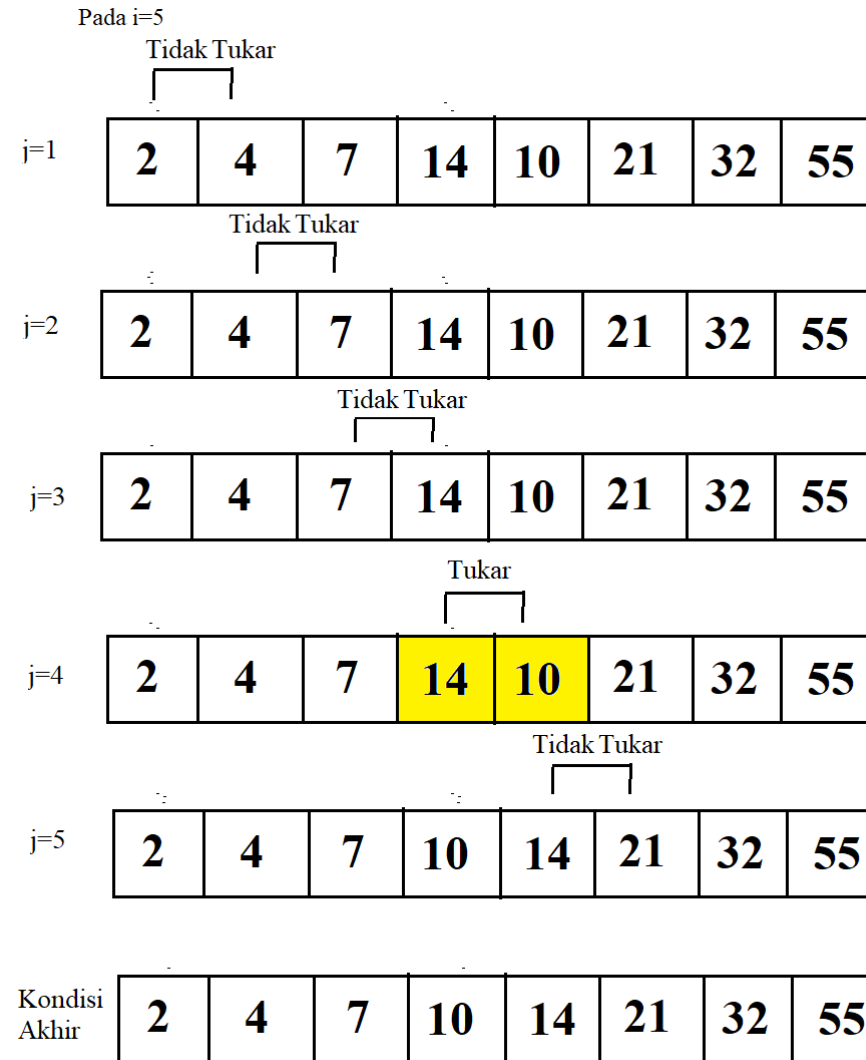 Pada i=5
Tidak Tukar
j=1 2 4 7 14 10 21 32 55
Tidak Tukar
j=2 2 4 7 14 10 21 32 55
Tidak Tukar
j=3 2 4 7 14 10 21 32 55
Tukar
j=4 2 4 7 14 10 21 32 55
Tidak Tukar
j=5 2 4 7 10 14 21 32 55
Kondisi
Akhir 2 4 7 10 14 21 32 55